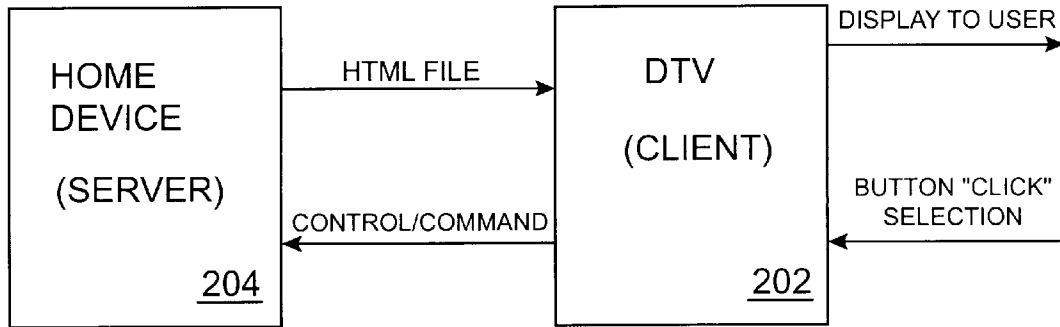 HOME
DEVICE
(SERVER)
204
HTML FILE
CONTROL/COMMAND
DTV
(CLIENT)
202
DISPLAY TO USER
BUTTON "CLICK"
SELECTION